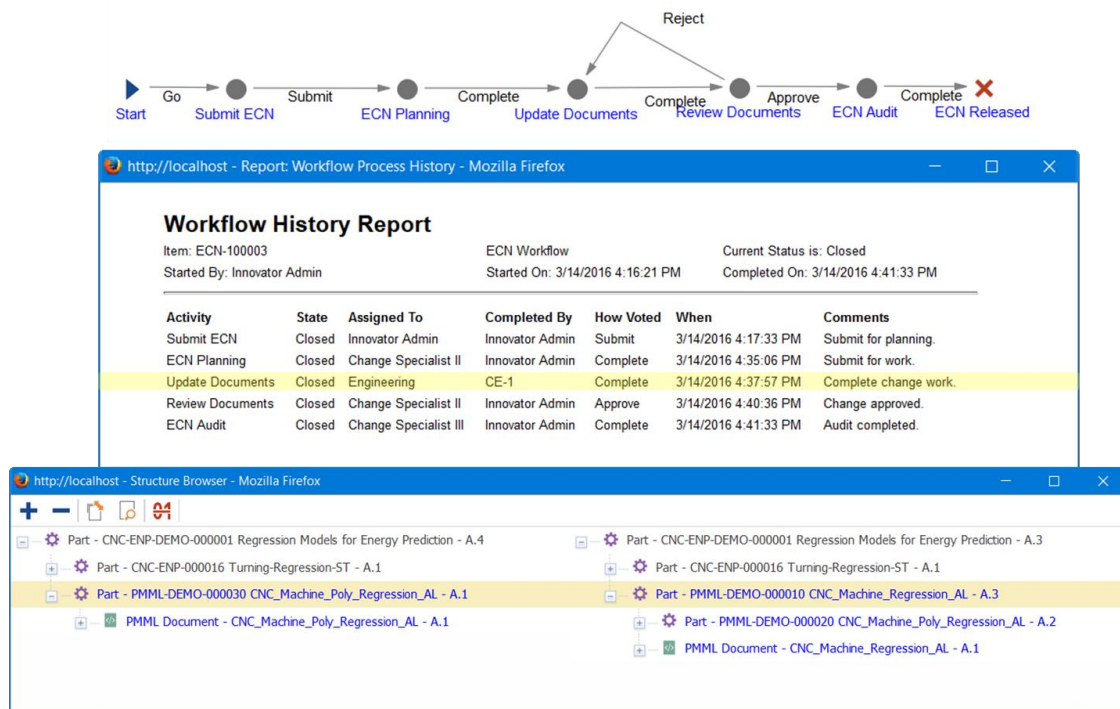 Reject
Go
Submit
Complete
Complete
Approve
Complete
Start
Submit ECN
ECN Planning
Update Documents
Review Documents
ECN Audit
ECN Released
http://localhost - Report: Workflow Process History - Mozilla Firefox
Workflow History Report
Item: ECN-100003 ECN Workflow Current Status is: Closed
Started By: Innovator Admin Started On: 3/14/2016 4:16:21 PM Completed On: 3/14/2016 4:41:33 PM
Activity State Assigned To Completed By How Voted When Comments
Submit ECN Closed Innovator Admin Innovator Admin Submit 3/14/2016 4:17:33 PM Submit for planning.
ECN Planning Closed Change Specialist II Innovator Admin Complete 3/14/2016 4:35:06 PM Submit for work.
Update Documents Closed Engineering CE-1 Complete 3/14/2016 4:37:57 PM Complete change work.
Review Documents Closed Change Specialist II Innovator Admin Approve 3/14/2016 4:40:36 PM Change approved.
ECN Audit Closed Change Specialist III Innovator Admin Complete 3/14/2016 4:41:33 PM Audit completed.
http://localhost - Structure Browser - Mozilla Firefox
Part - CNC-ENP-DEMO-000001 Regression Models for Energy Prediction - A.4
Part - CNC-ENP-000016 Turning-Regression-ST - A.1
Part - PMML-DEMO-000030 CNC_Machine_Poly_Regression_AL - A.1
PMML Document - CNC_Machine_Poly_Regression_AL - A.1
Part - CNC-ENP-DEMO-000001 Regression Models for Energy Prediction - A.3
Part - CNC-ENP-000016 Turning-Regression-ST - A.1
Part - PMML-DEMO-000010 CNC_Machine_Regression_AL - A.3
Part - PMML-DEMO-000020 CNC_Machine_Poly_Regression_AL - A.2
PMML Document - CNC_Machine_Regression_AL - A.1